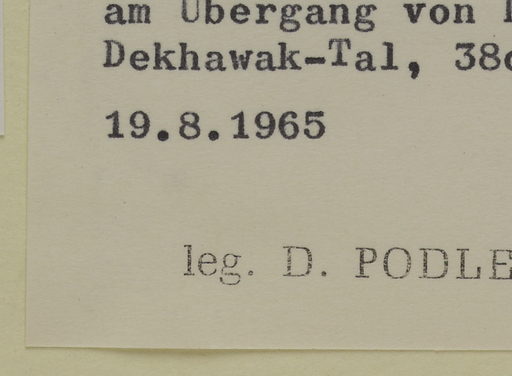 am Übergang von
Dekhawak-Tal, 38
19.8.1965
leg. D. PODLE